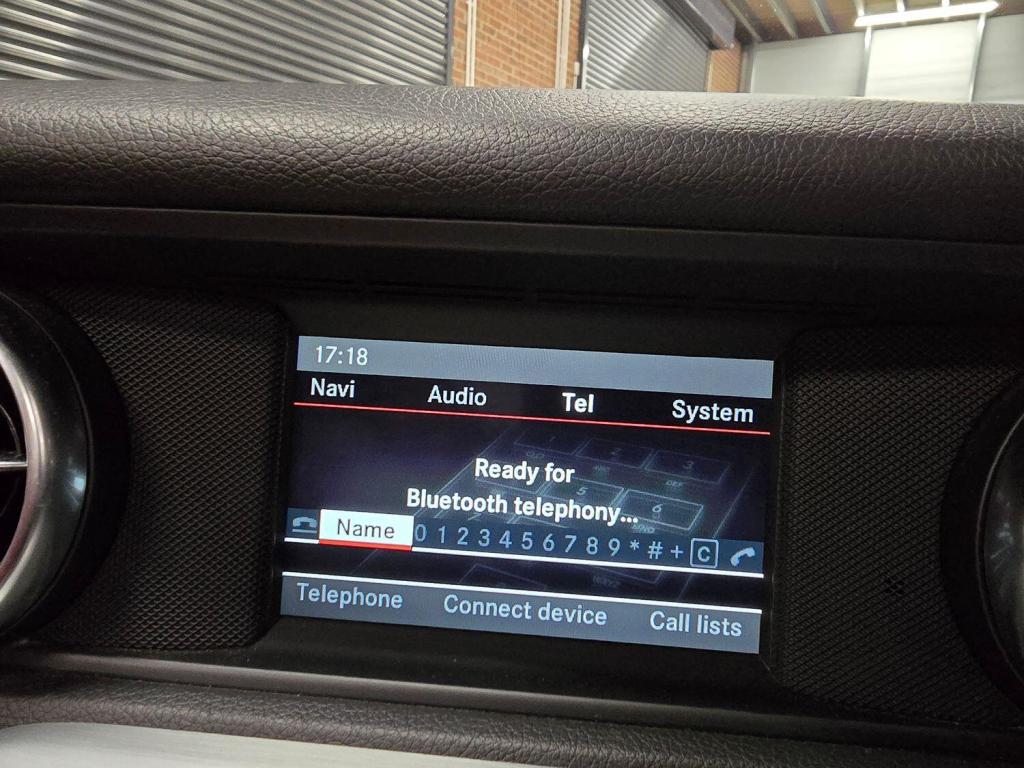 17:18
Navi Audio Tel System
Ready for
Bluetooth telephony...
Name 0 1 2 3 4 5 6 7 8 9 * # + C
Telephone Connect device Call lists